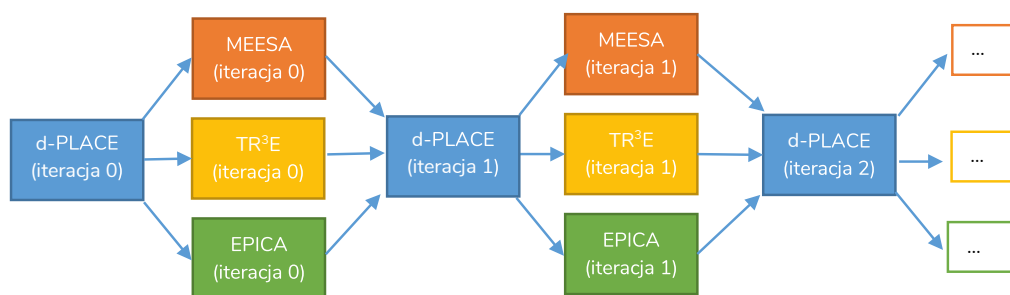 MEESA
(iteracja 0)
MEESA
(iteracja 1)
...
d-PLACE
(iteracja 0)
TR³E
(iteracja 0)
d-PLACE
(iteracja 1)
TR³E
(iteracja 1)
d-PLACE
(iteracja 2)
...
EPICA
(iteracja 0)
EPICA
(iteracja 1)
...